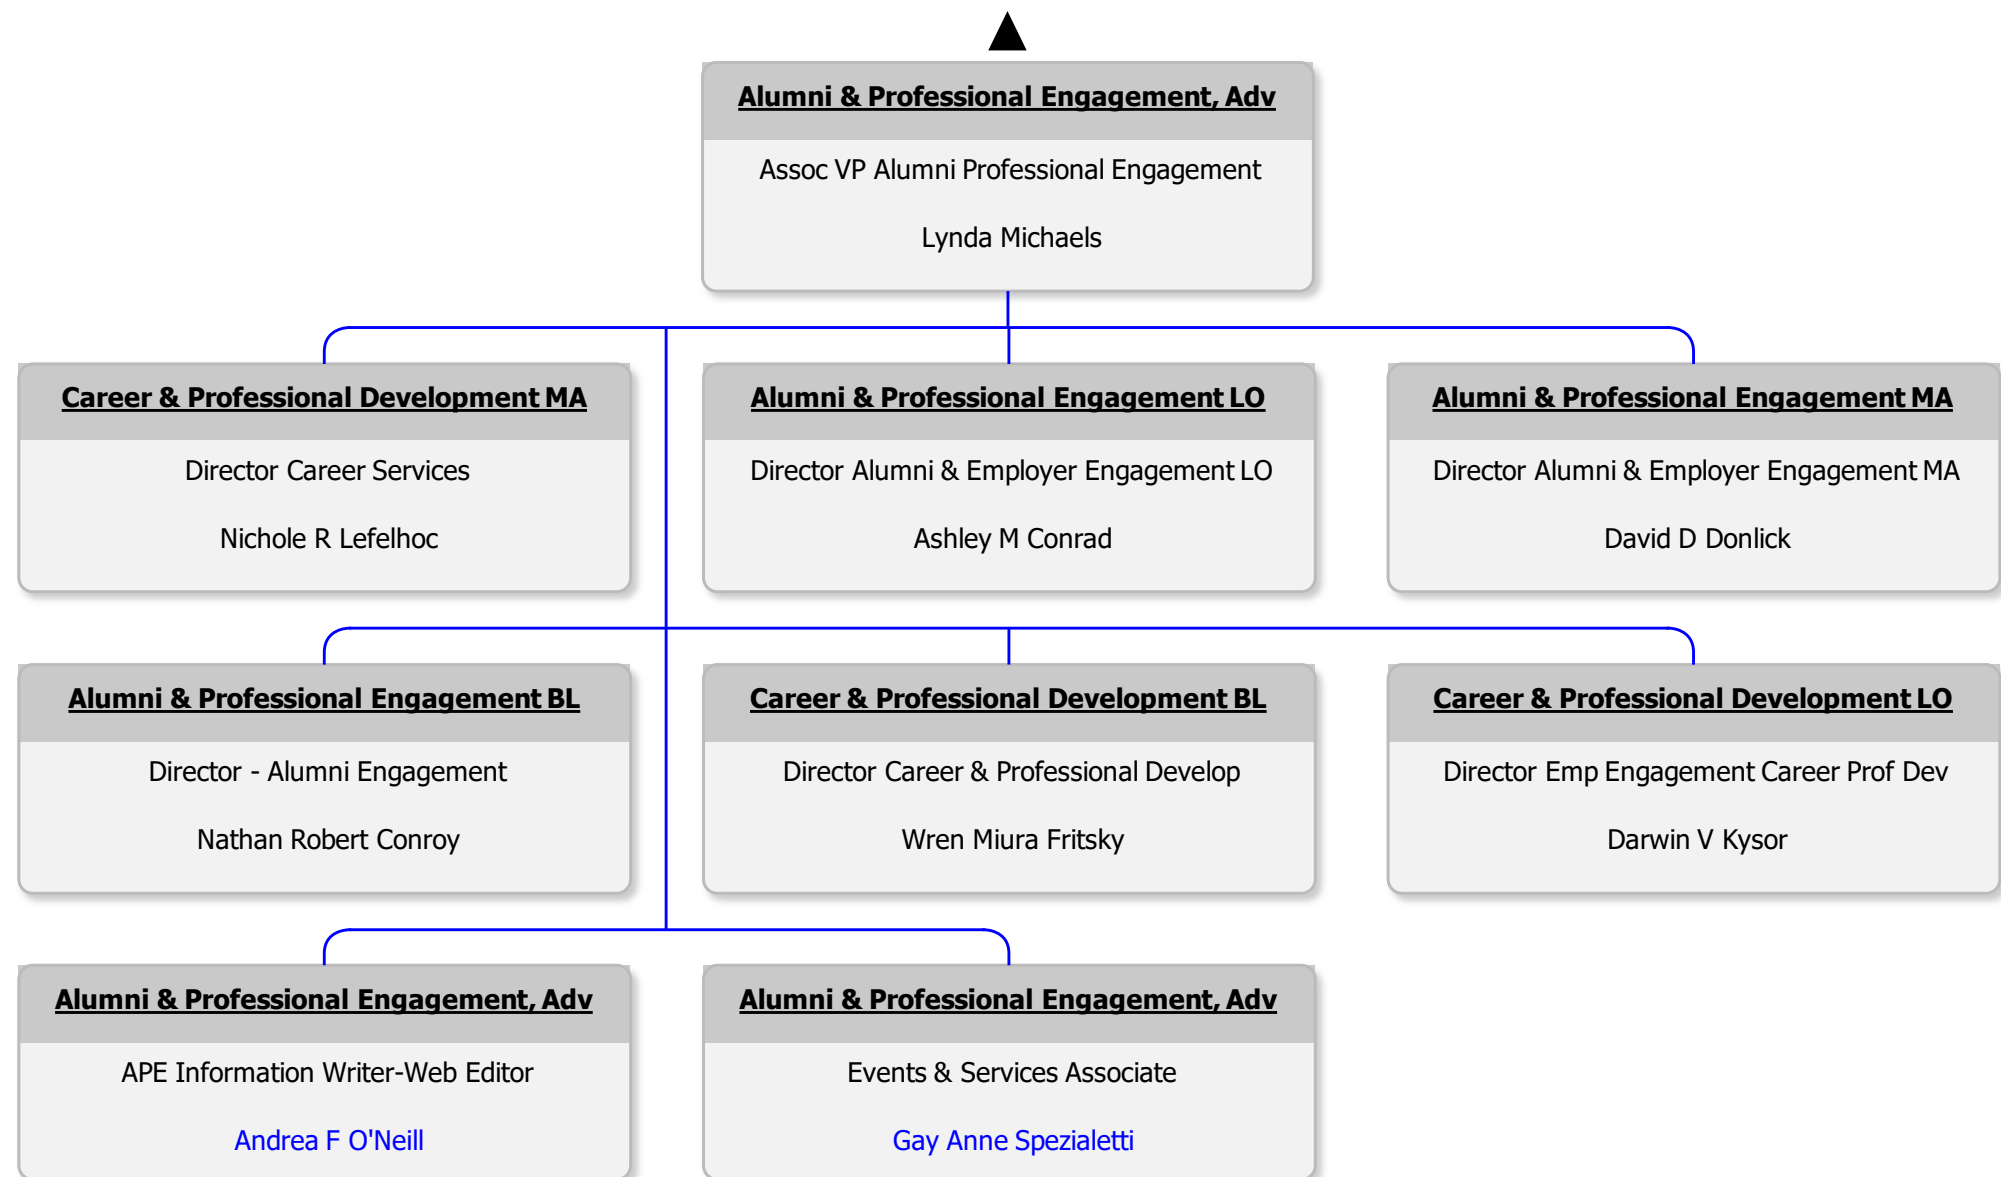 Alumni & Professional Engagement, Adv
Assoc VP Alumni Professional Engagement
Lynda Michaels
Career & Professional Development MA
Director Career Services
Nichole R Lefelhoc
Alumni & Professional Engagement LO
Director Alumni & Employer Engagement LO
Ashley M Conrad
Alumni & Professional Engagement MA
Director Alumni & Employer Engagement MA
David D Donlick
Alumni & Professional Engagement BL
Director - Alumni Engagement
Nathan Robert Conroy
Career & Professional Development BL
Director Career & Professional Develop
Wren Miura Fritsky
Career & Professional Development LO
Director Emp Engagement Career Prof Dev
Darwin V Kysor
Alumni & Professional Engagement, Adv
APE Information Writer-Web Editor
Andrea F O'Neill
Alumni & Professional Engagement, Adv
Events & Services Associate
Gay Anne Spezialetti